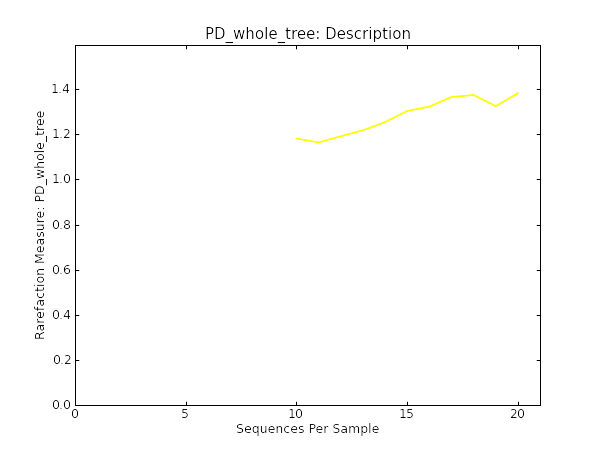 PD_whole_tree: Description
Rarefaction Measure: PD_whole_tree
1.4
1.2
1.0
0.8
0.6
0.4
0.2
0.0
0 5 10 15 20
Sequences Per Sample